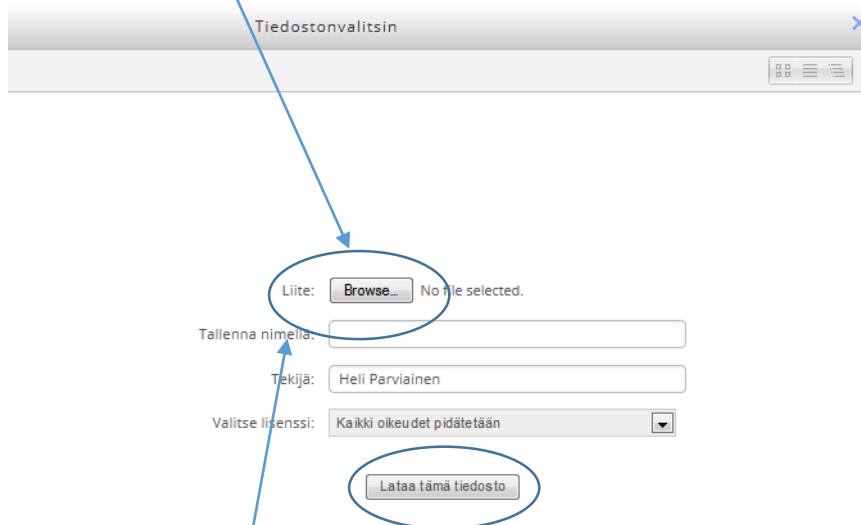 Tiedostonvalitsin
Liite: Browse... No file selected.
Tallenna nimellä:
Tekijä: Heli Parviainen
Valitse lisenssi: Kaikki oikeudet pidätetään
Lataa tämä tiedosto